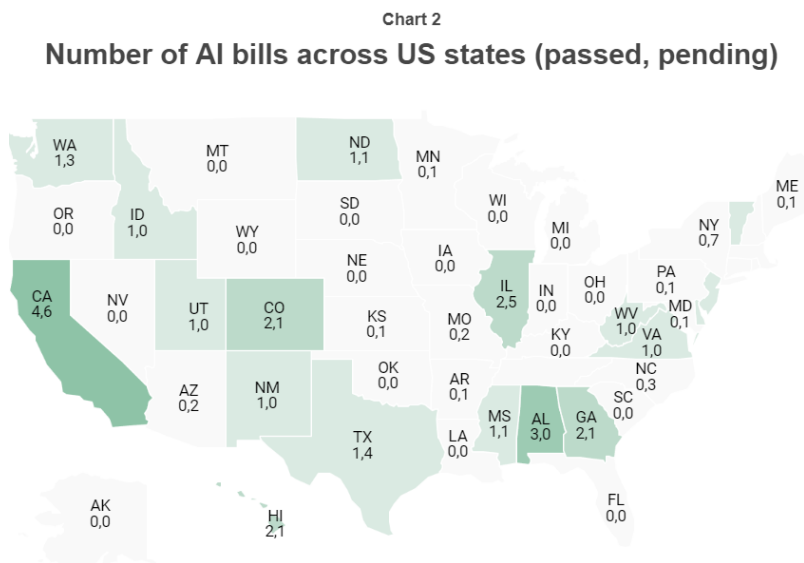 Chart 2
Number of AI bills across US states (passed, pending)
WA
1,3
MT
0,0
ND
1,1
MN
0,1
ME
0,1
OR
0,0
ID
1,0
SD
0,0
WI
0,0
MI
0,0
NY
0,7
WY
0,0
IA
0,0
NE
0,0
PA
0,1
CA
4,6
NV
0,0
UT
1,0
CO
2,1
IL
2,5
IN
0,0
OH
0,0
KS
0,1
MO
0,2
WV
1,0
MD
0,1
KY
0,0
VA
1,0
AZ
0,2
NM
1,0
OK
0,0
AR
0,1
NC
0,3
SC
0,0
TX
1,4
LA
0,0
MS
1,1
AL
3,0
GA
2,1
AK
0,0
HI
2,1
FL
0,0